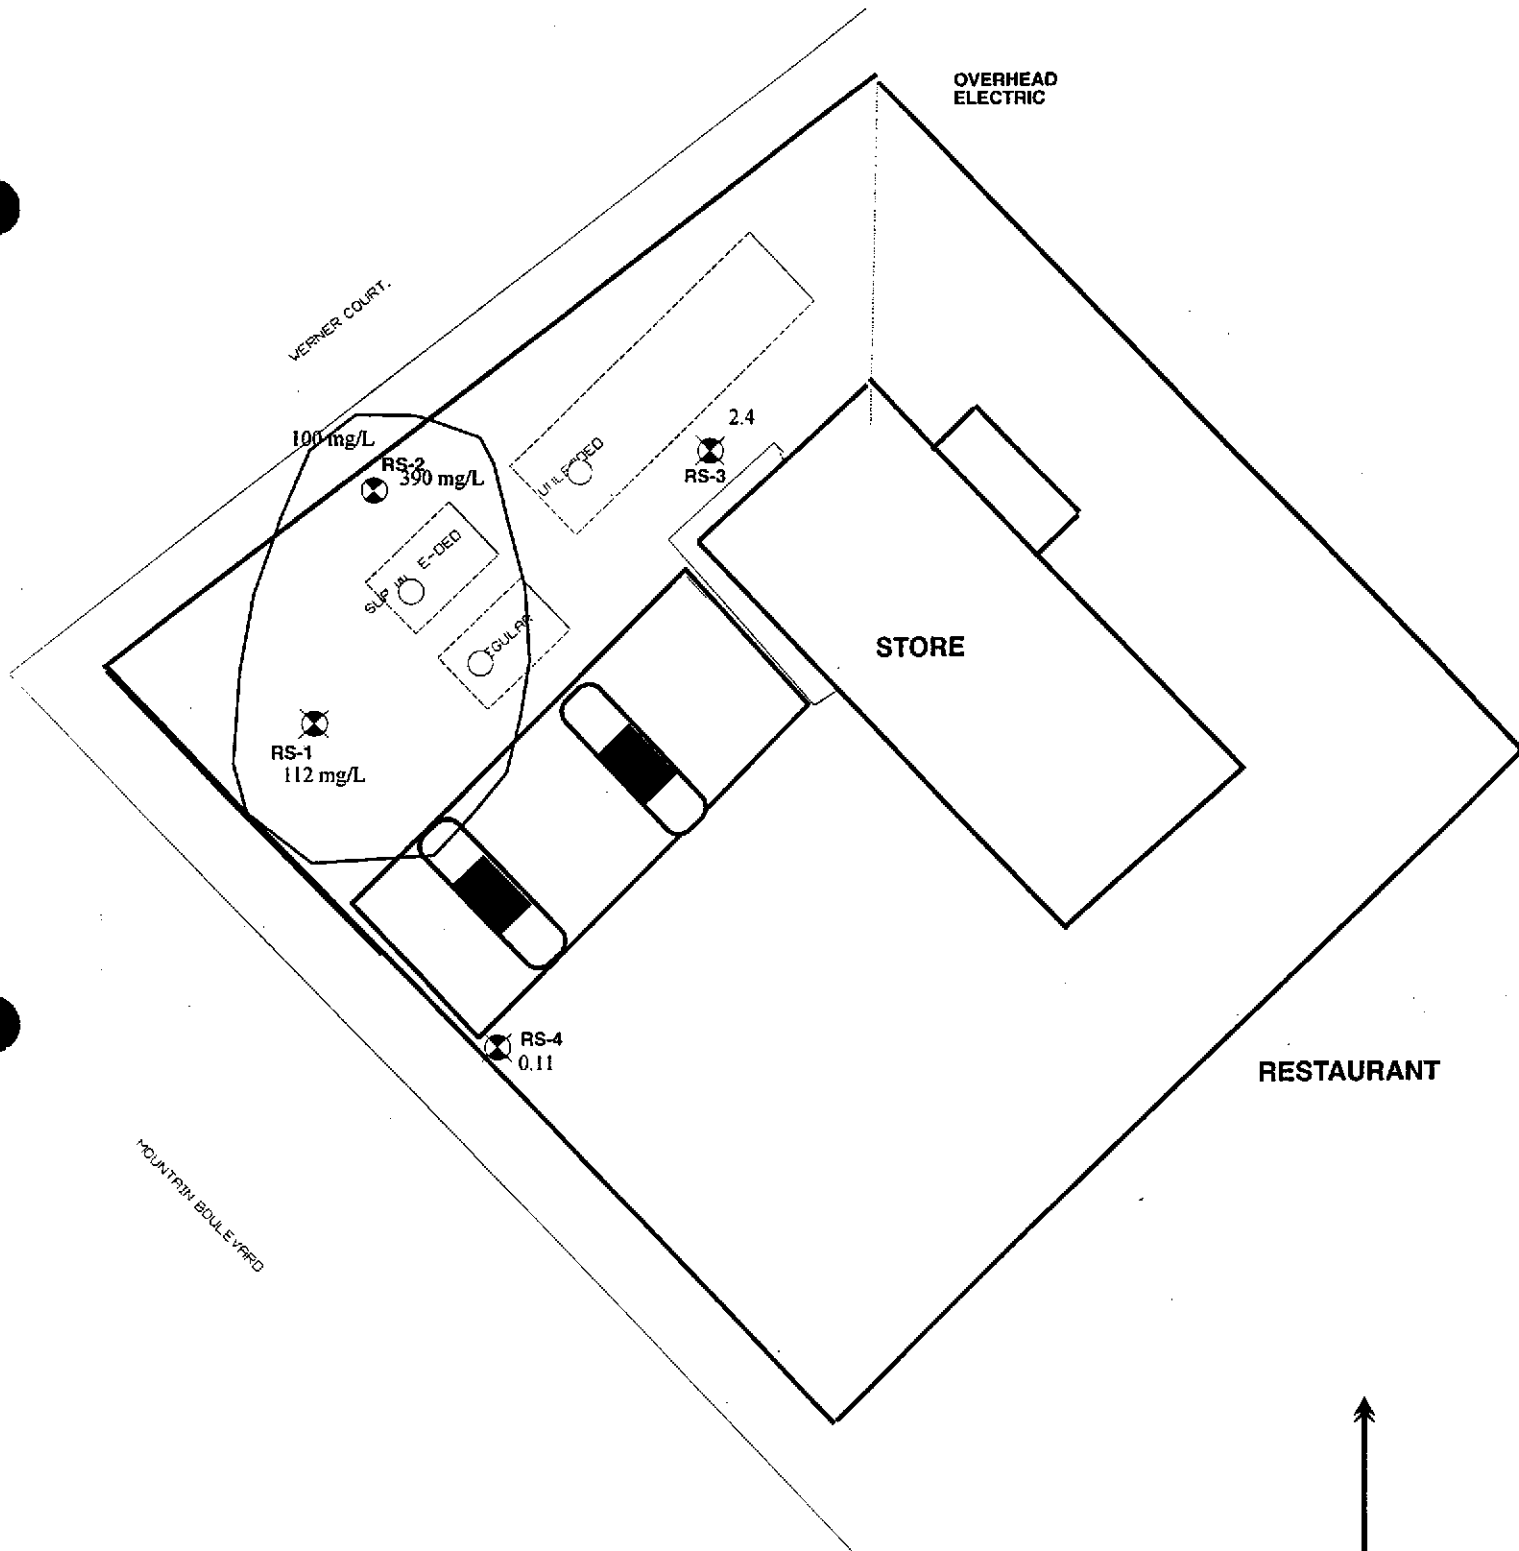 OVERHEAD
ELECTRIC
WERNER COURT.
2.4
100 mg/L
RS-2
390 mg/L
RS-3
STORE
RS-1
112 mg/L
RS-4
0.11
RESTAURANT
MOUNTAIN BOULEVARD